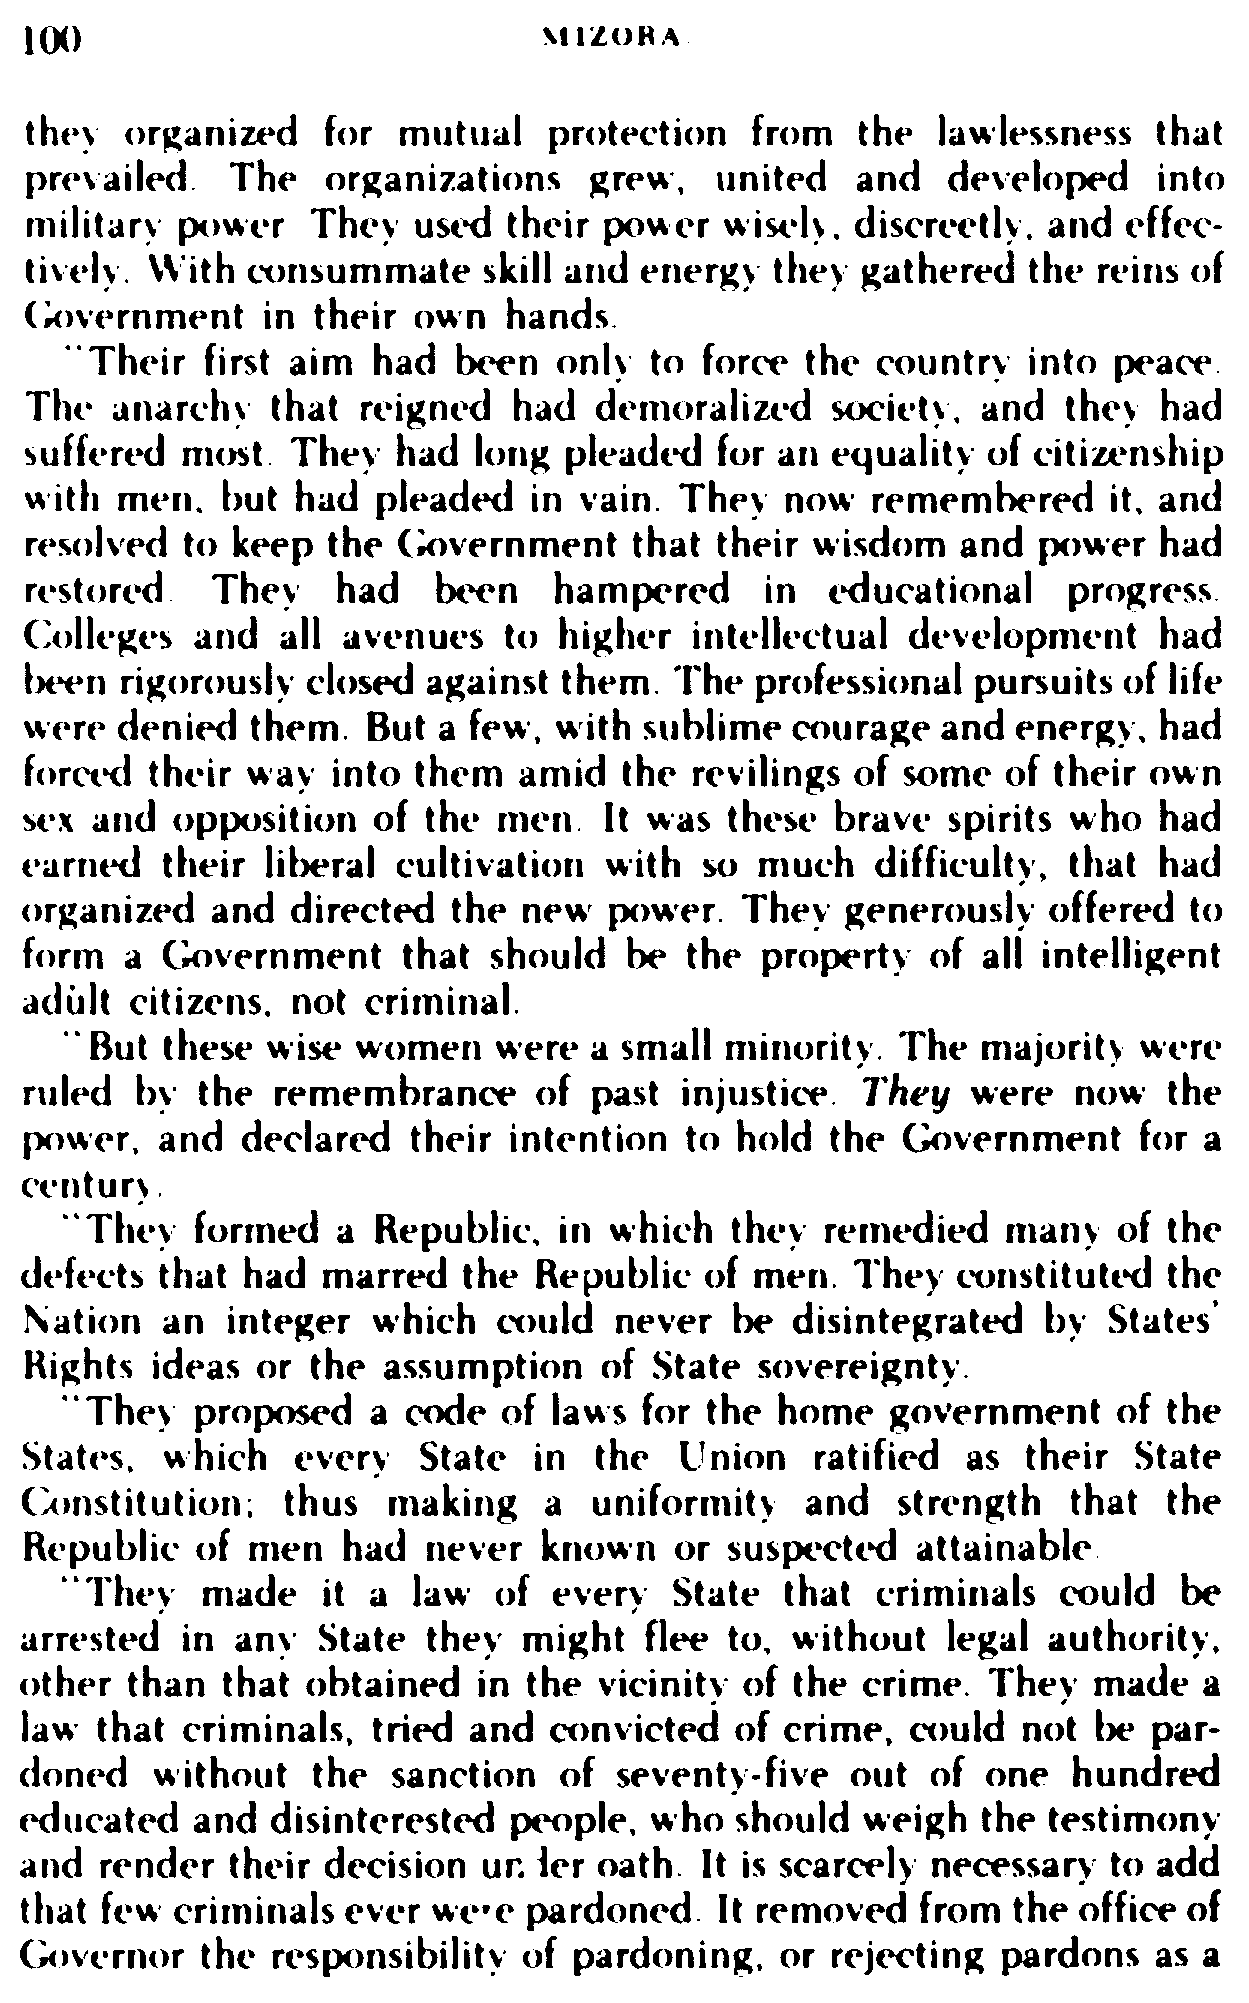 100 MIZORA
they organized for mutual protection from the lawlessness that
prevailed. The organizations grew, united and developed into
military power They used their power wisely, discreetly, and effec-
tively. With consummate skill and energy they gathered the reins of
Government in their own hands.
"Their first aim had been only to force the country into peace.
The anarchy that reigned had demoralized society, and they had
suffered most. They had long pleaded for an equality of citizenship
with men, but had pleaded in vain. They now remembered it, and
resolved to keep the Government that their wisdom and power had
restored. They had been hampered in educational progress.
Colleges and all avenues to higher intellectual development had
been rigorously closed against them. The professional pursuits of life
were denied them. But a few, with sublime courage and energy, had
forced their way into them amid the revilings of some of their own
sex and opposition of the men. It was these brave spirits who had
earned their liberal cultivation with so much difficulty, that had
organized and directed the new power. They generously offered to
form a Government that should be the property of all intelligent
adult citizens, not criminal.
"But these wise women were a small minority. The majority were
ruled by the remembrance of past injustice. They were now the
power, and declared their intention to hold the Government for a
century.
"They formed a Republic, in which they remedied many of the
defects that had marred the Republic of men. They constituted the
Nation an integer which could never be disintegrated by States'
Rights ideas or the assumption of State sovereignty.
"They proposed a code of laws for the home government of the
States, which every State in the Union ratified as their State
Constitution; thus making a uniformity and strength that the
Republic of men had never known or suspected attainable.
"They made it a law of every State that criminals could be
arrested in any State they might flee to, without legal authority,
other than that obtained in the vicinity of the crime. They made a
law that criminals, tried and convicted of crime, could not be par-
doned without the sanction of seventy-five out of one hundred
educated and disinterested people, who should weigh the testimony
and render their decision under oath. It is scarcely necessary to add
that few criminals ever were pardoned. It removed from the office of
Governor the responsibility of pardoning, or rejecting pardons as a